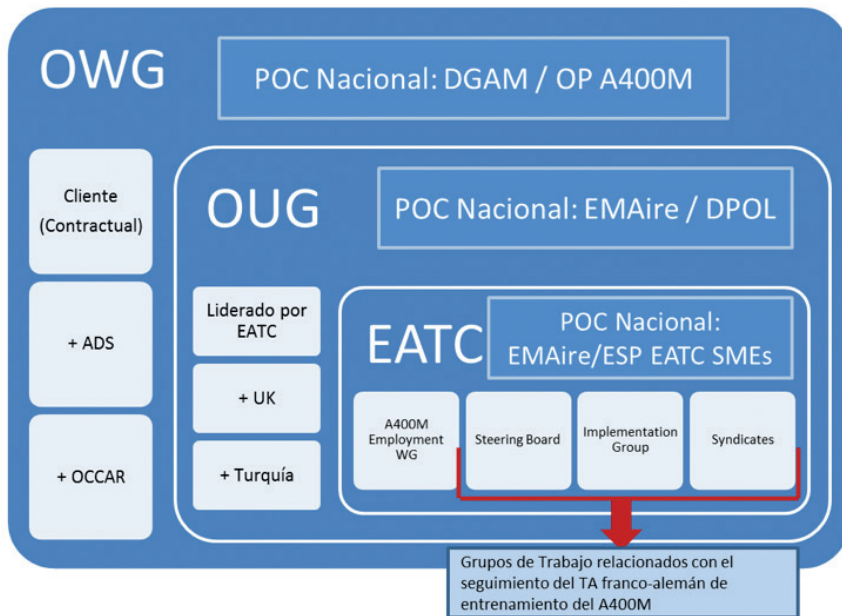 OWG
POC Nacional: DGAM / OP A400M
Cliente
(Contractual)
+ ADS
+ OCCAR
OUG
POC Nacional: EMAire / DPOL
Liderado por
EATC
+ UK
+ Turquía
EATC
POC Nacional:
EMAire/ESP EATC SMEs
A400M
Employment
WG
Steering Board
Implementation
Group
Syndicates
Grupos de Trabajo relacionados con el
seguimiento del TA franco-alemán de
entrenamiento del A400M